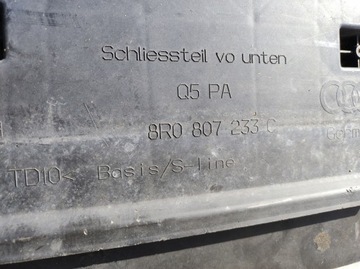 Schliessteil vo unten
Q5 PA
8R0 807 233 C
TD10< Basis/S-line